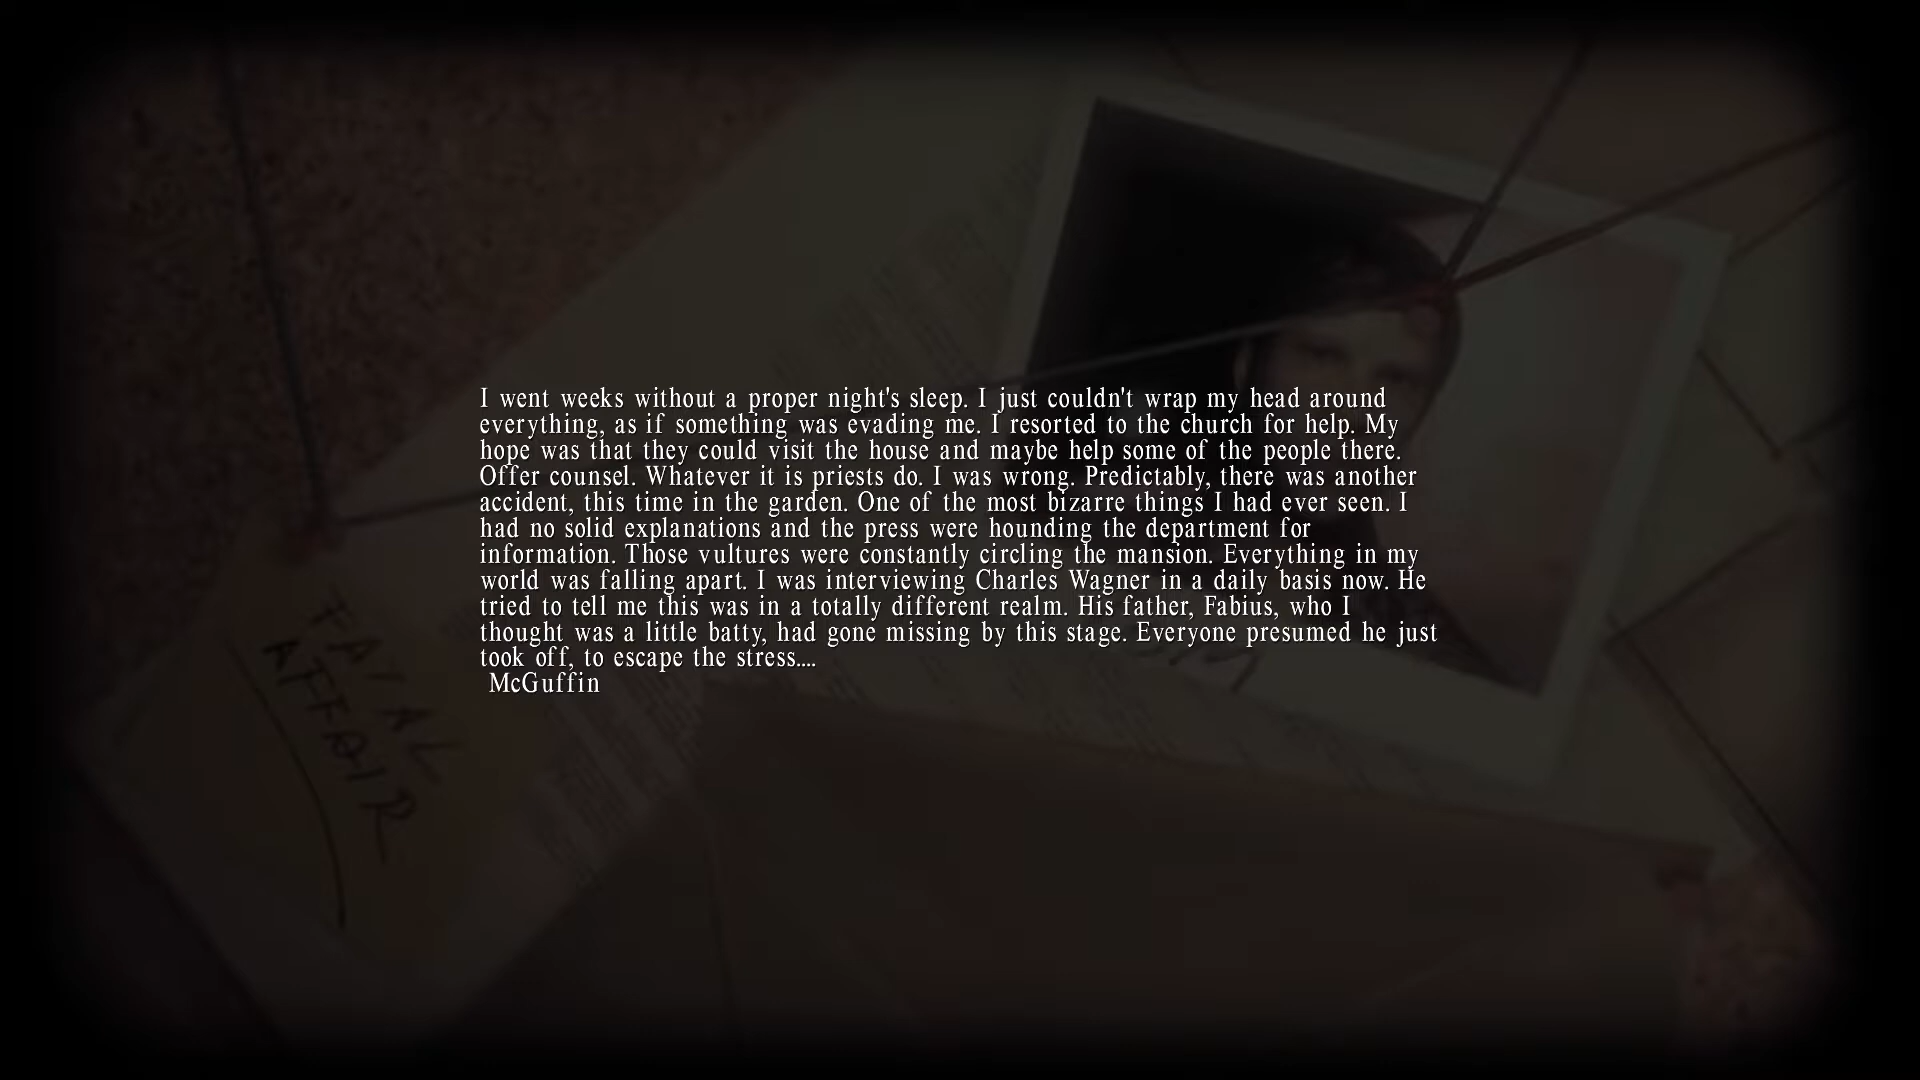 I went weeks without a proper night's sleep. I just couldn't wrap my head around
everything, as if something was evading me. I resorted to the church for help. My
hope was that they could visit the house and maybe help some of the people there.
Offer counsel. Whatever it is priests do. I was wrong. Predictably, there was another
accident, this time in the garden. One of the most bizarre things I had ever seen. I
had no solid explanations and the press were hounding the department for
information. Those vultures were constantly circling the mansion. Everything in my
world was falling apart. I was interviewing Charles Wagner in a daily basis now. He
tried to tell me this was in a totally different realm. His father, Fabius, who I
thought was a little batty, had gone missing by this stage. Everyone presumed he just
took off, to escape the stress....
McGuffin
FATAL
AFFAIR